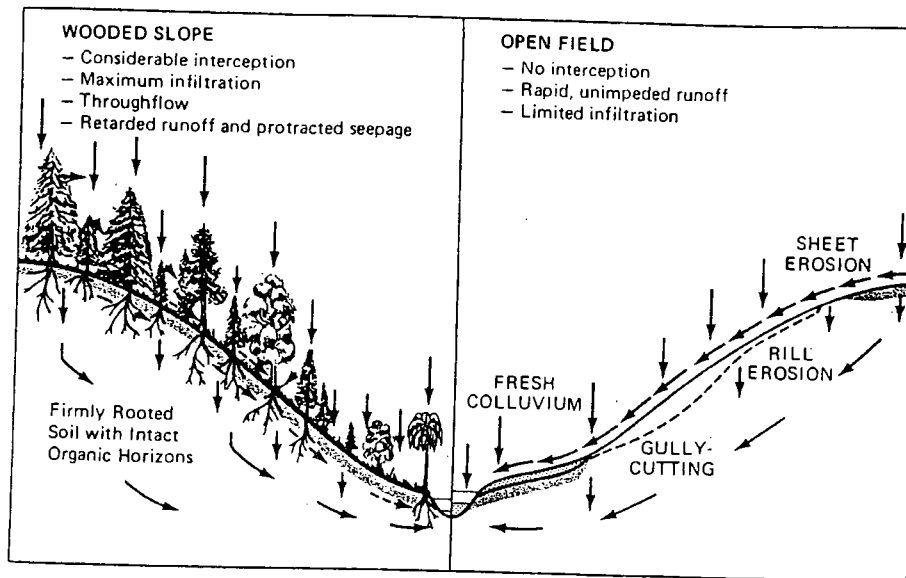 WOODED SLOPE
– Considerable interception
– Maximum infiltration
– Throughflow
– Retarded runoff and protracted seepage
Firmly Rooted
Soil with Intact
Organic Horizons
OPEN FIELD
– No interception
– Rapid, unimpeded runoff
– Limited infiltration
SHEET
EROSION
RILL
EROSION
FRESH
COLLUVIUM
GULLY-
CUTTING